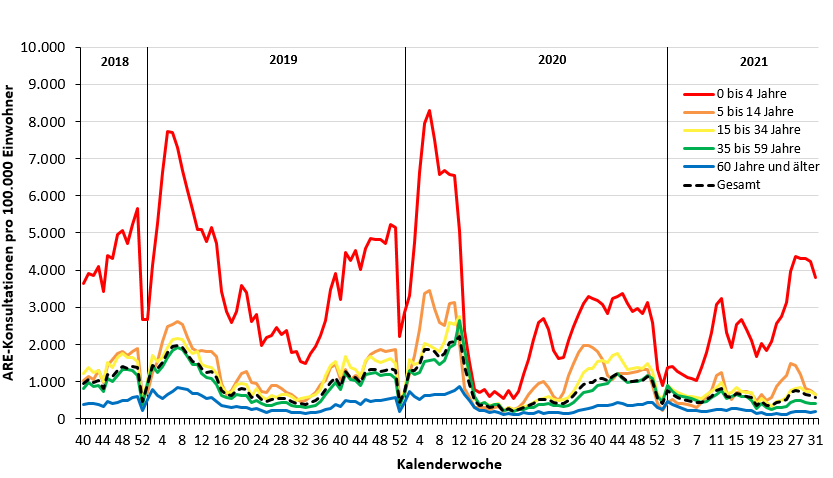 2018 2019 2020 2021
10.000
9.000
8.000
7.000
6.000
5.000
4.000
3.000
2.000
1.000
0
ARE-Konsultationen pro 100.000 Einwohner
0 bis 4 Jahre
5 bis 14 Jahre
15 bis 34 Jahre
35 bis 59 Jahre
60 Jahre und älter
Gesamt
40 44 48 52 4 8 12 16 20 24 28 32 36 40 44 48 52 4 8 12 16 20 24 28 32 36 40 44 48 52 3 7 11 15 19 23 27 31
Kalenderwoche